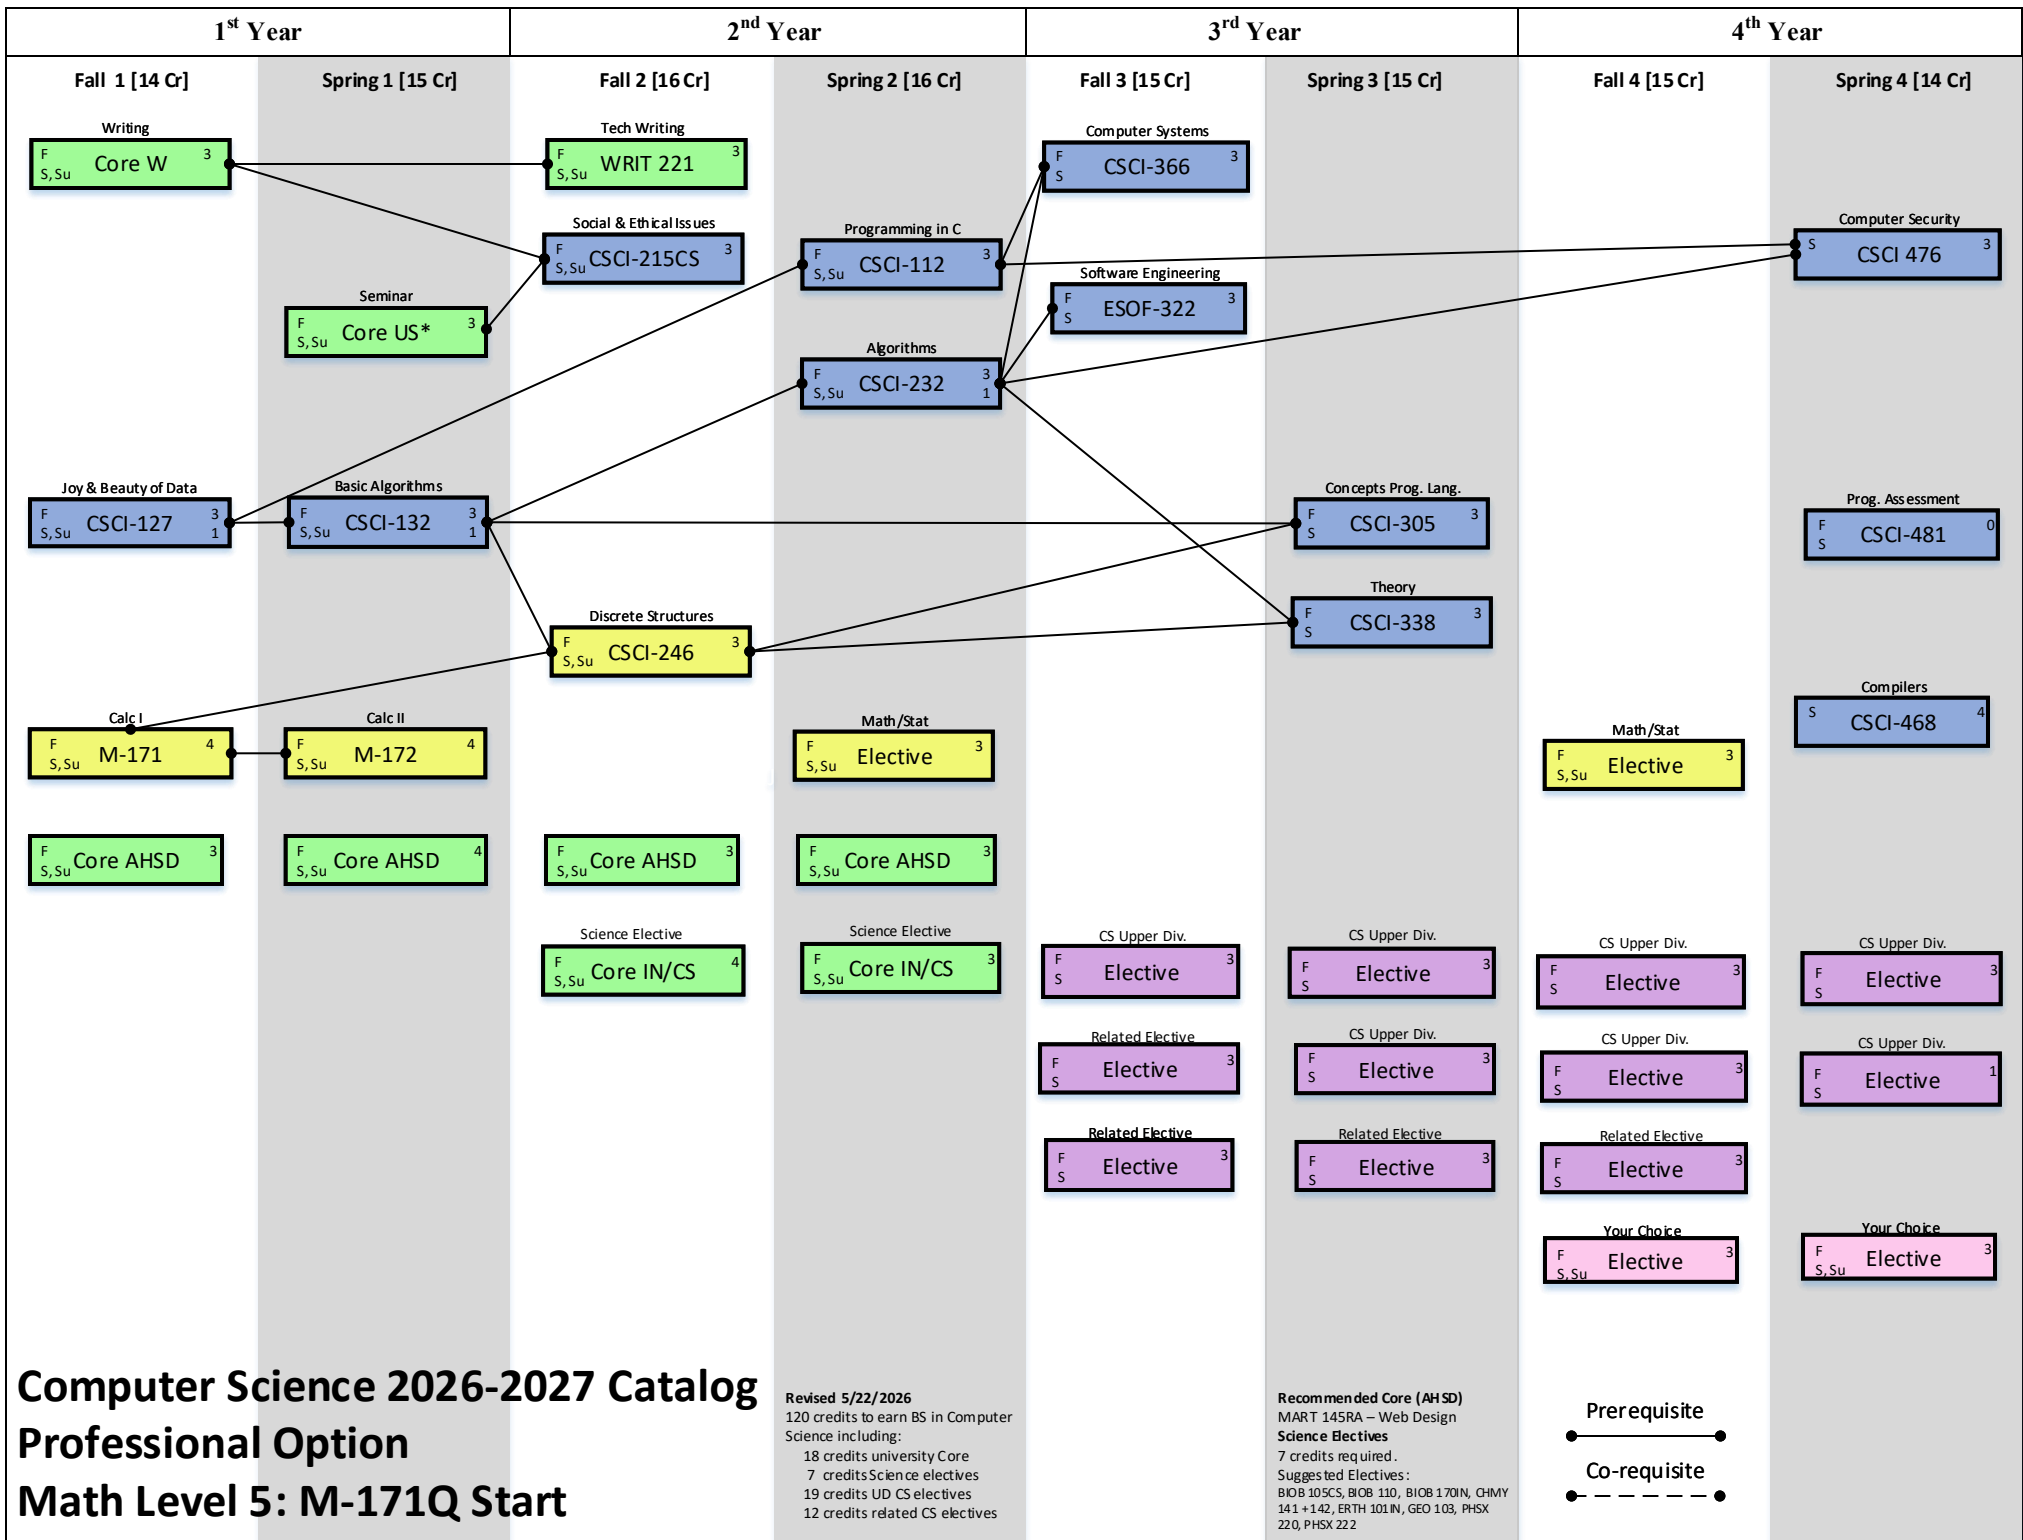 1st Year
2nd Year
3rd Year
4th Year
Fall 1 [14 Cr]
Spring 1 [15 Cr]
Fall 2 [16 Cr]
Spring 2 [16 Cr]
Fall 3 [15 Cr]
Spring 3 [15 Cr]
Fall 4 [15 Cr]
Spring 4 [14 Cr]
Writing
F
S, Su
Core W
3
Joy & Beauty of Data
F
S, Su
CSCI-127
3
1
Calc I
F
S, Su
M-171
4
F
S, Su
Core AHSD
3
Seminar
F
S, Su
Core US*
3
Basic Algorithms
F
S, Su
CSCI-132
3
1
Calc II
F
S, Su
M-172
4
F
S, Su
Core AHSD
4
Tech Writing
F
S, Su
WRIT 221
3
Social & Ethical Issues
F
S, Su
CSCI-215CS
3
Discrete Structures
F
S, Su
CSCI-246
3
F
S, Su
Core AHSD
3
Science Elective
F
S, Su
Core IN/CS
4
Programming in C
F
S, Su
CSCI-112
3
Algorithms
F
S, Su
CSCI-232
3
1
Math/Stat
F
S, Su
Elective
3
F
S, Su
Core AHSD
3
Science Elective
F
S, Su
Core IN/CS
3
Computer Systems
F
S
CSCI-366
3
Software Engineering
F
S
ESOF-322
3
CS Upper Div.
F
S
Elective
3
Related Elective
F
S
Elective
3
Related Elective
F
S
Elective
3
Concepts Prog. Lang.
F
S
CSCI-305
3
Theory
F
S
CSCI-338
3
CS Upper Div.
F
S
Elective
3
CS Upper Div.
F
S
Elective
3
Related Elective
F
S
Elective
3
Math/Stat
F
S, Su
Elective
3
CS Upper Div.
F
S
Elective
3
CS Upper Div.
F
S
Elective
3
Related Elective
F
S
Elective
3
Your Choice
F
S, Su
Elective
3
Computer Security
S
CSCI 476
3
Prog. Assessment
F
S
CSCI-481
0
Compilers
S
CSCI-468
4
CS Upper Div.
F
S
Elective
3
CS Upper Div.
F
S
Elective
1
Your Choice
F
S, Su
Elective
3
Computer Science 2026-2027 Catalog
Professional Option
Math Level 5: M-171Q Start
Revised 5/22/2026
120 credits to earn BS in Computer
Science including:
18 credits university Core
7 credits Science electives
19 credits UD CS electives
12 credits related CS electives
Recommended Core (AHSD)
MART 145RA – Web Design
Science Electives
7 credits required.
Suggested Electives:
BIOB 105CS, BIOB 110, BIOB 170IN, CHMY
141 + 142, ERTH 101IN, GEO 103, PHSX
220, PHSX 222
Prerequisite
Co-requisite